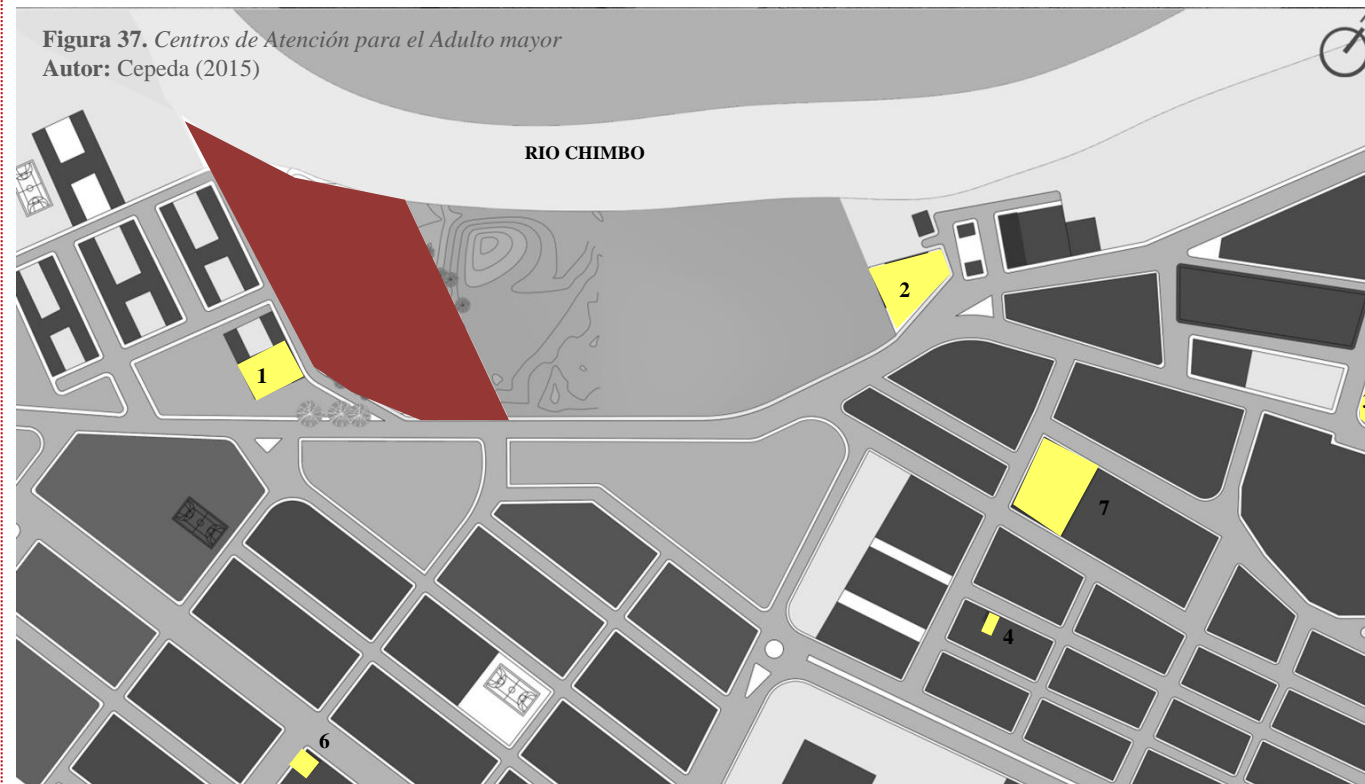 Figura 37. Centros de Atención para el Adulto mayor
Autor: Cepeda (2015)
RIO CHIMBO
2
1
7
4
6